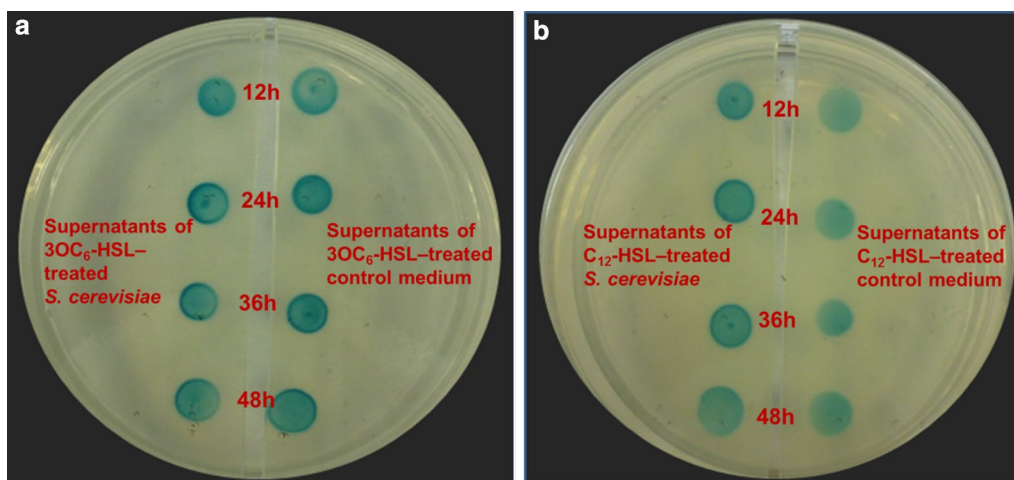 a
12h
24h
Supernatants of
3OC₆-HSL–
treated
S. cerevisiae
Supernatants of
3OC₆-HSL–treated
control medium
36h
48h
b
12h
24h
Supernatants of
C₁₂-HSL–treated
S. cerevisiae
Supernatants of
C₁₂-HSL–treated
control medium
36h
48h